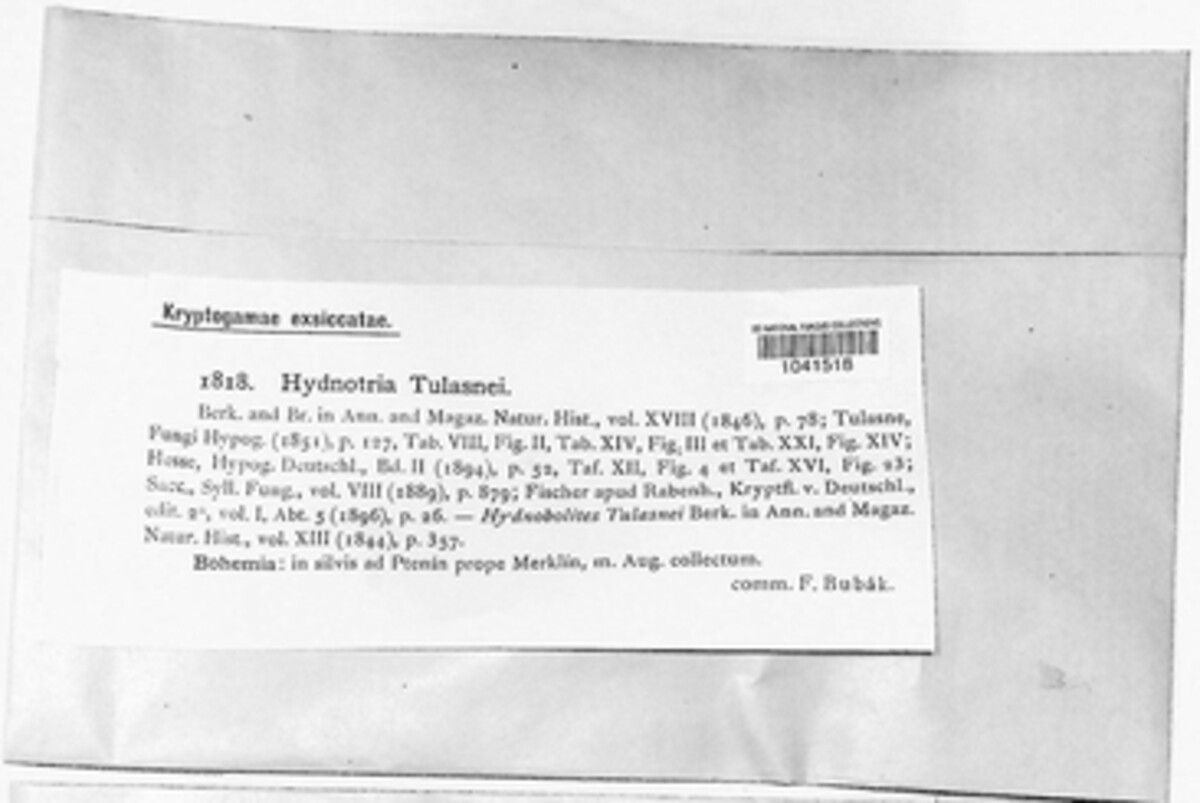 Kryptogamae exsiccatae.
US NATIONAL FUNGUS COLLECTIONS
1041518
1818. Hydnotria Tulasnei.
Berk. and Br. in Ann. and Magaz. Natur. Hist., vol. XVIII (1846), p. 78; Tulasne,
Fungi Hypog. (1851), p. 127, Tab. VIII, Fig. II, Tab. XIV, Fig. III et Tab. XXI, Fig. XIV;
Hesse, Hypog. Deutschl., Bd. II (1894), p. 52, Taf. XII, Fig. 4 et Taf. XVI, Fig. 23;
Sacc., Syll. Fung., vol. VIII (1889), p. 879; Fischer apud Rabenh., Kryptfl. v. Deutschl.,
edit. 2ª, vol. I, Abt. 5 (1896), p. 26. — Hydnobolites Tulasnei Berk. in Ann. and Magaz.
Natur. Hist., vol. XIII (1844), p. 357.
Bohemia: in silvis ad Ptenin prope Merklin, m. Aug. collectum.
comm. F. Bubák.